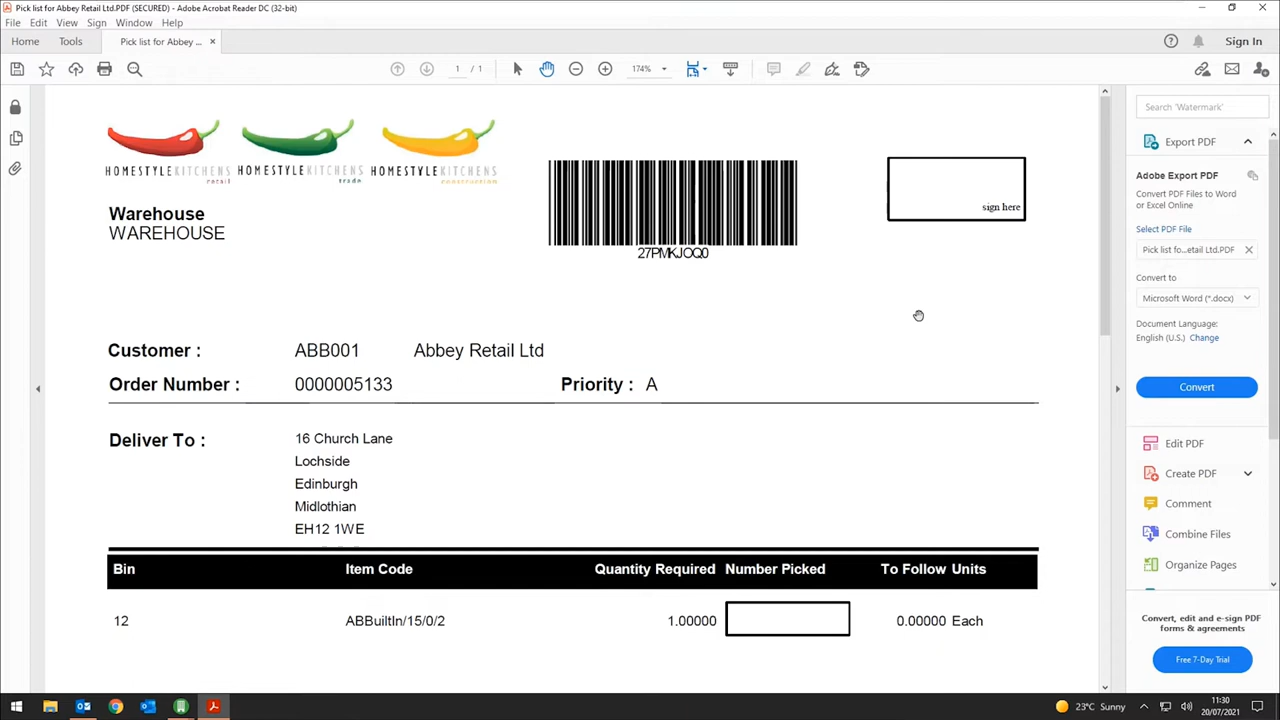 Pick list for Abbey Retail Ltd.PDF (SECURED) - Adobe Acrobat Reader DC (32-bit)
File Edit View Sign Window Help
Home Tools Pick list for Abbey ... × Sign In
1 / 1 174%
Search 'Watermark'
Export PDF
Adobe Export PDF
Convert PDF Files to Word
or Excel Online
Select PDF File
Pick list fo...etail Ltd.PDF
Convert to
Microsoft Word (*.docx)
Document Language:
English (U.S.) Change
Convert
Edit PDF
Create PDF
Comment
Combine Files
Organize Pages
Convert, edit and e-sign PDF
forms & agreements
Free 7-Day Trial
HOMESTYLEKITCHENS HOMESTYLEKITCHENS HOMESTYLEKITCHENS
retail trade construction
Warehouse
WAREHOUSE
27PMKJOQ0
sign here
Customer : ABB001 Abbey Retail Ltd
Order Number : 0000005133 Priority : A
Deliver To : 16 Church Lane
Lochside
Edinburgh
Midlothian
EH12 1WE
Bin Item Code Quantity Required Number Picked To Follow Units
12 ABBuiltIn/15/0/2 1.00000 0.00000 Each
23°C Sunny
11:30
20/07/2021